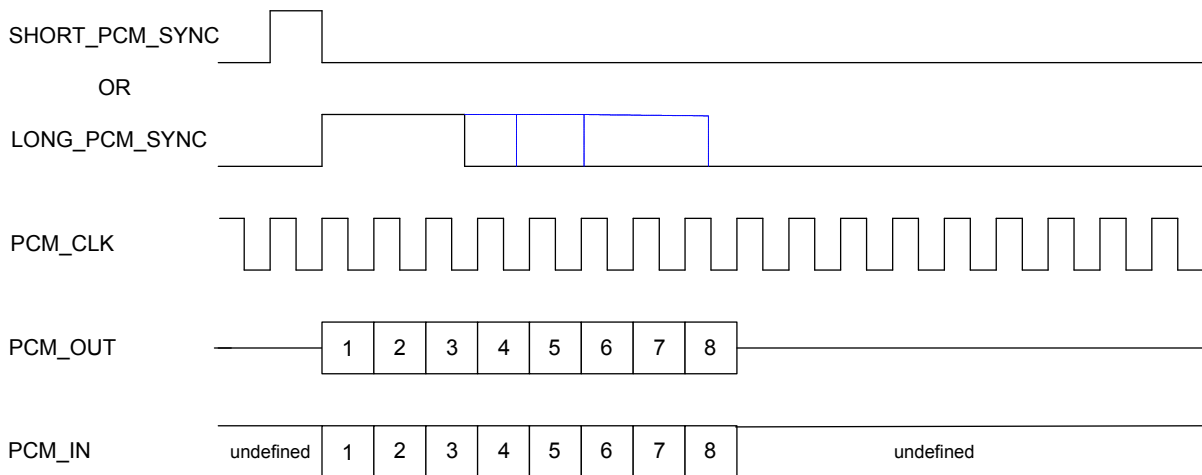 SHORT_PCM_SYNC
OR
LONG_PCM_SYNC
PCM_CLK
PCM_OUT 1 2 3 4 5 6 7 8
PCM_IN undefined 1 2 3 4 5 6 7 8 undefined